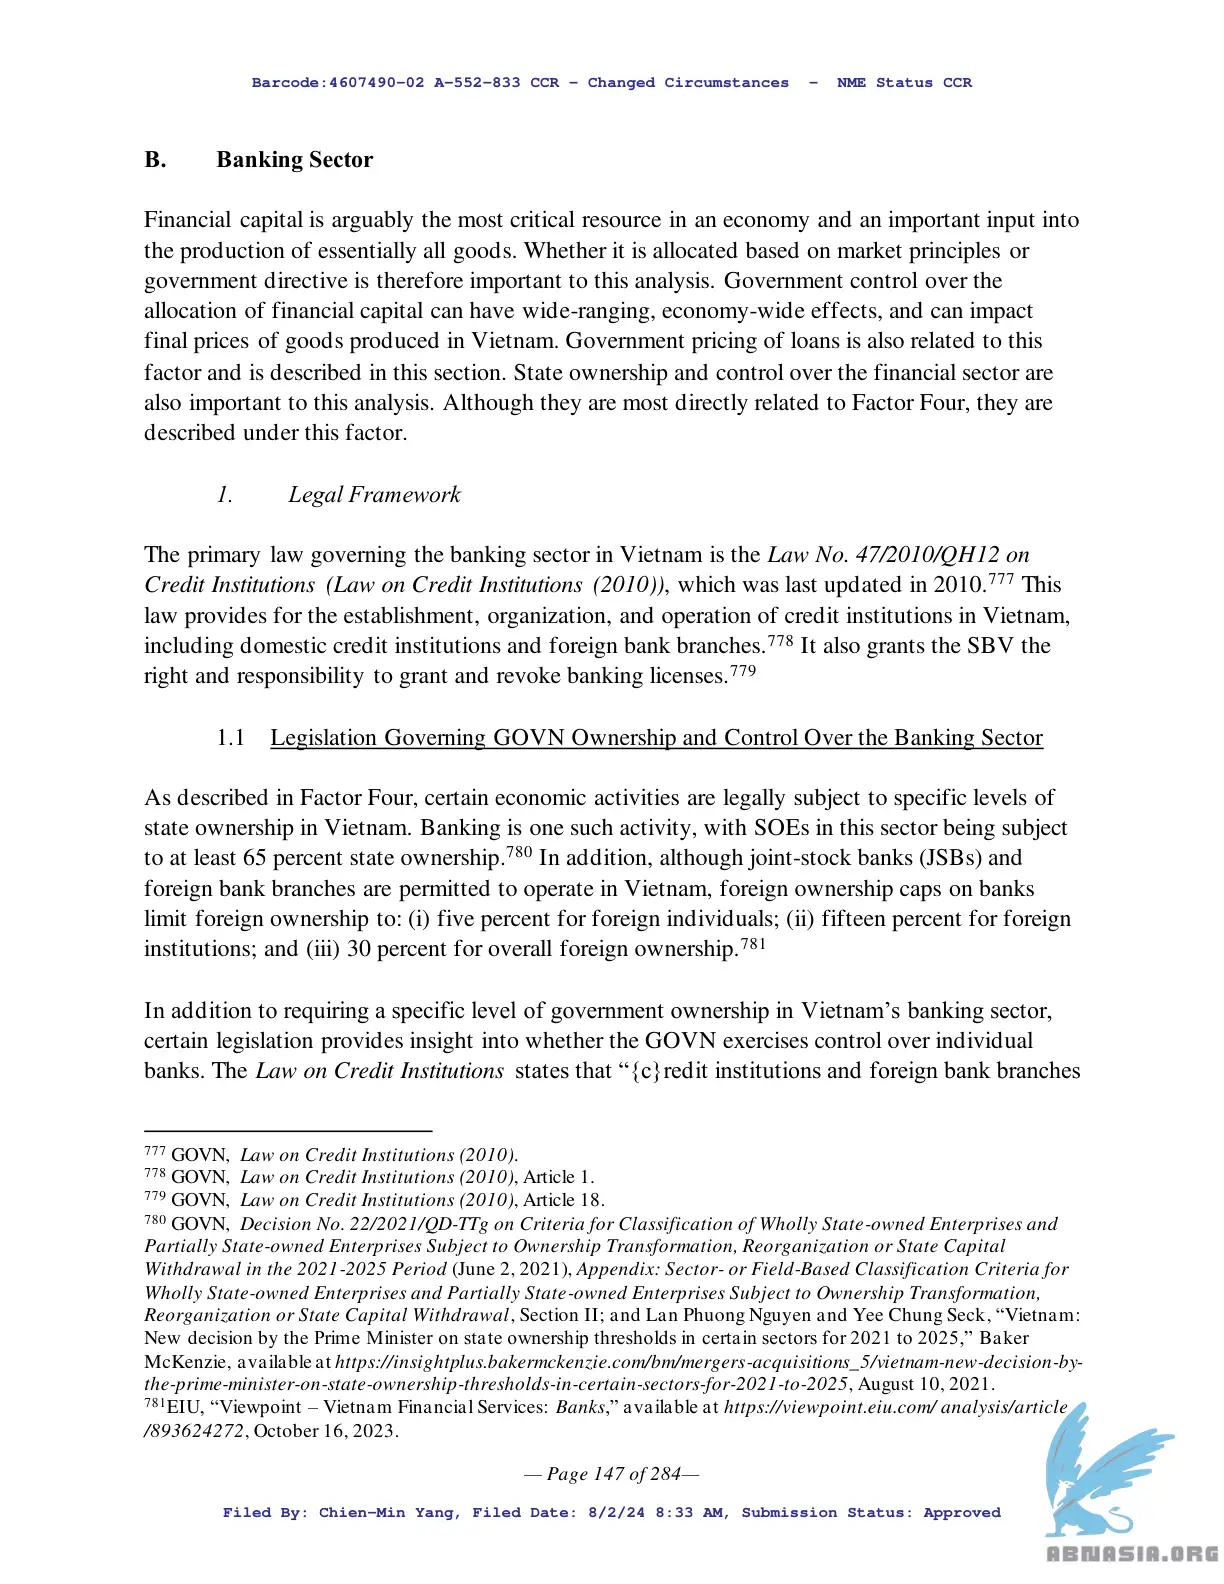 Barcode:4607490-02 A-552-833 CCR - Changed Circumstances - NME Status CCR
B. Banking Sector
Financial capital is arguably the most critical resource in an economy and an important input into
the production of essentially all goods. Whether it is allocated based on market principles or
government directive is therefore important to this analysis. Government control over the
allocation of financial capital can have wide-ranging, economy-wide effects, and can impact
final prices of goods produced in Vietnam. Government pricing of loans is also related to this
factor and is described in this section. State ownership and control over the financial sector are
also important to this analysis. Although they are most directly related to Factor Four, they are
described under this factor.
1. Legal Framework
The primary law governing the banking sector in Vietnam is the Law No. 47/2010/QH12 on
Credit Institutions (Law on Credit Institutions (2010)), which was last updated in 2010.777 This
law provides for the establishment, organization, and operation of credit institutions in Vietnam,
including domestic credit institutions and foreign bank branches.778 It also grants the SBV the
right and responsibility to grant and revoke banking licenses.779
1.1 Legislation Governing GOVN Ownership and Control Over the Banking Sector
As described in Factor Four, certain economic activities are legally subject to specific levels of
state ownership in Vietnam. Banking is one such activity, with SOEs in this sector being subject
to at least 65 percent state ownership.780 In addition, although joint-stock banks (JSBs) and
foreign bank branches are permitted to operate in Vietnam, foreign ownership caps on banks
limit foreign ownership to: (i) five percent for foreign individuals; (ii) fifteen percent for foreign
institutions; and (iii) 30 percent for overall foreign ownership.781
In addition to requiring a specific level of government ownership in Vietnam’s banking sector,
certain legislation provides insight into whether the GOVN exercises control over individual
banks. The Law on Credit Institutions states that “{c}redit institutions and foreign bank branches
777 GOVN, Law on Credit Institutions (2010).
778 GOVN, Law on Credit Institutions (2010), Article 1.
779 GOVN, Law on Credit Institutions (2010), Article 18.
780 GOVN, Decision No. 22/2021/QD-TTg on Criteria for Classification of Wholly State-owned Enterprises and
Partially State-owned Enterprises Subject to Ownership Transformation, Reorganization or State Capital
Withdrawal in the 2021-2025 Period (June 2, 2021), Appendix: Sector- or Field-Based Classification Criteria for
Wholly State-owned Enterprises and Partially State-owned Enterprises Subject to Ownership Transformation,
Reorganization or State Capital Withdrawal, Section II; and Lan Phuong Nguyen and Yee Chung Seck, “Vietnam:
New decision by the Prime Minister on state ownership thresholds in certain sectors for 2021 to 2025,” Baker
McKenzie, available at https://insightplus.bakermckenzie.com/bm/mergers-acquisitions_5/vietnam-new-decision-by-
the-prime-minister-on-state-ownership-thresholds-in-certain-sectors-for-2021-to-2025, August 10, 2021.
781EIU, “Viewpoint – Vietnam Financial Services: Banks,” available at https://viewpoint.eiu.com/ analysis/article
/893624272, October 16, 2023.
— Page 147 of 284—
Filed By: Chien-Min Yang, Filed Date: 8/2/24 8:33 AM, Submission Status: Approved
ABNASIA.ORG